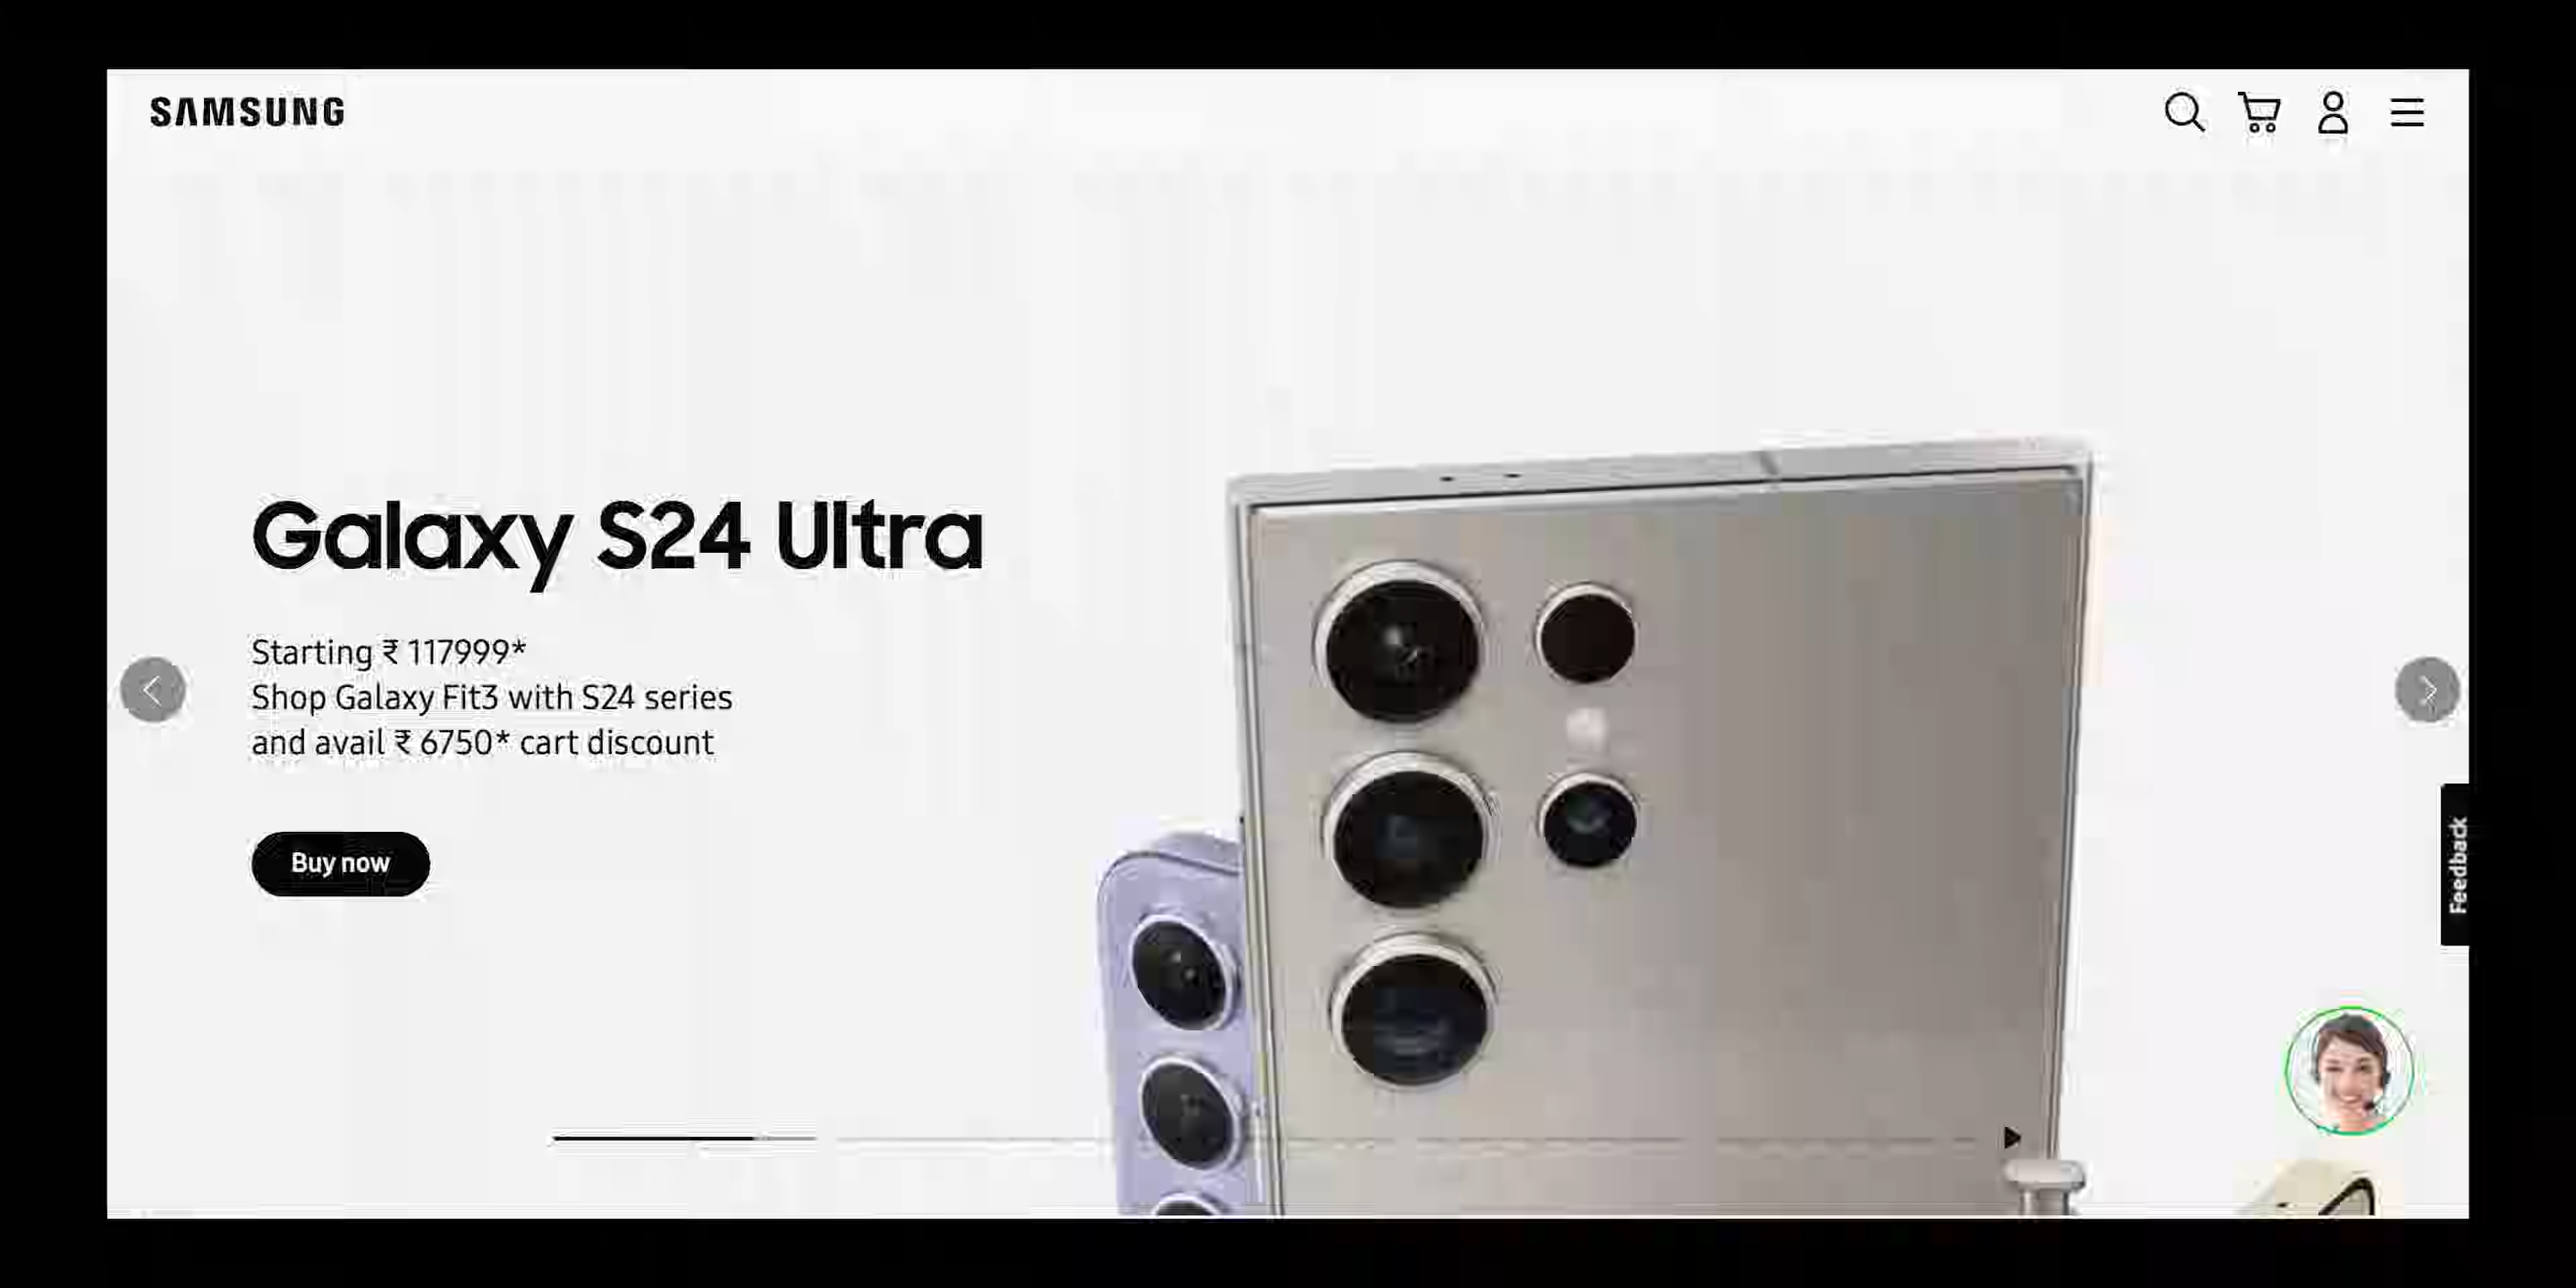 SAMSUNG
Galaxy S24 Ultra
Starting ₹ 117999*
Shop Galaxy Fit3 with S24 series
and avail ₹ 6750* cart discount
Buy now
Feedback